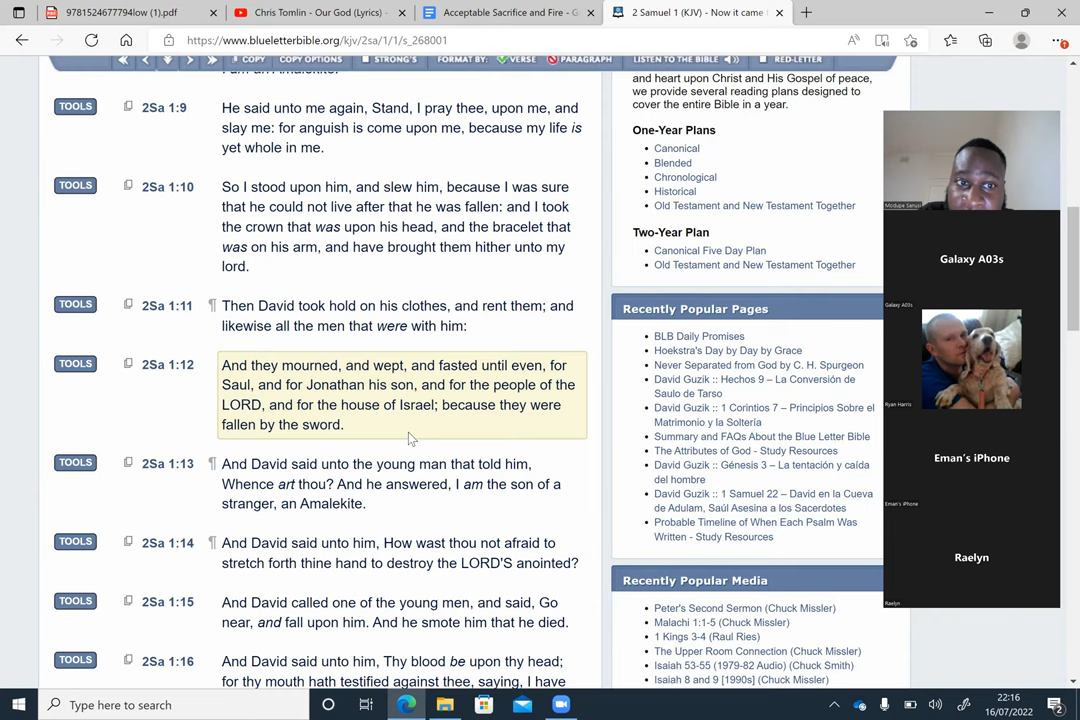 9781524677794low (1).pdf
Chris Tomlin - Our God (Lyrics) -
Acceptable Sacrifice and Fire - G
2 Samuel 1 (KJV) - Now it came
https://www.blueletterbible.org/kjv/2sa/1/1/s_268001
COPY COPY OPTIONS STRONG'S FORMAT BY: VERSE PARAGRAPH LISTEN TO THE BIBLE RED-LETTER
I am an Amalekite.
TOOLS 2Sa 1:9 He said unto me again, Stand, I pray thee, upon me, and
slay me: for anguish is come upon me, because my life is
yet whole in me.
TOOLS 2Sa 1:10 So I stood upon him, and slew him, because I was sure
that he could not live after that he was fallen: and I took
the crown that was upon his head, and the bracelet that
was on his arm, and have brought them hither unto my
lord.
TOOLS 2Sa 1:11 ¶ Then David took hold on his clothes, and rent them; and
likewise all the men that were with him:
TOOLS 2Sa 1:12 And they mourned, and wept, and fasted until even, for
Saul, and for Jonathan his son, and for the people of the
LORD, and for the house of Israel; because they were
fallen by the sword.
TOOLS 2Sa 1:13 ¶ And David said unto the young man that told him,
Whence art thou? And he answered, I am the son of a
stranger, an Amalekite.
TOOLS 2Sa 1:14 ¶ And David said unto him, How wast thou not afraid to
stretch forth thine hand to destroy the LORD'S anointed?
TOOLS 2Sa 1:15 And David called one of the young men, and said, Go
near, and fall upon him. And he smote him that he died.
TOOLS 2Sa 1:16 And David said unto him, Thy blood be upon thy head;
for thy mouth hath testified against thee, saying, I have
and heart upon Christ and His Gospel of peace,
we provide several reading plans designed to
cover the entire Bible in a year.
One-Year Plans
• Canonical
• Blended
• Chronological
• Historical
• Old Testament and New Testament Together
Two-Year Plan
• Canonical Five Day Plan
• Old Testament and New Testament Together
Recently Popular Pages
• BLB Daily Promises
• Hoekstra's Day by Day by Grace
• Never Separated from God by C. H. Spurgeon
• David Guzik :: Hechos 9 – La Conversión de
Saulo de Tarso
• David Guzik :: 1 Corintios 7 – Principios Sobre el
Matrimonio y la Soltería
• Summary and FAQs About the Blue Letter Bible
• The Attributes of God - Study Resources
• David Guzik :: Génesis 3 – La tentación y caída
del hombre
• David Guzik :: 1 Samuel 22 – David en la Cueva
de Adulam, Saúl Asesina a los Sacerdotes
• Probable Timeline of When Each Psalm Was
Written - Study Resources
Recently Popular Media
• Peter's Second Sermon (Chuck Missler)
• Malachi 1:1-5 (Chuck Missler)
• 1 Kings 3-4 (Raul Ries)
• The Upper Room Connection (Chuck Missler)
• Isaiah 53-55 (1979-82 Audio) (Chuck Smith)
• Isaiah 8 and 9 [1990s] (Chuck Missler)
Modupe Sanusi
Galaxy A03s
Galaxy A03s
Ryan Harris
Eman's iPhone
Eman's iPhone
Raelyn
Raelyn
Type here to search
22:16
16/07/2022
2